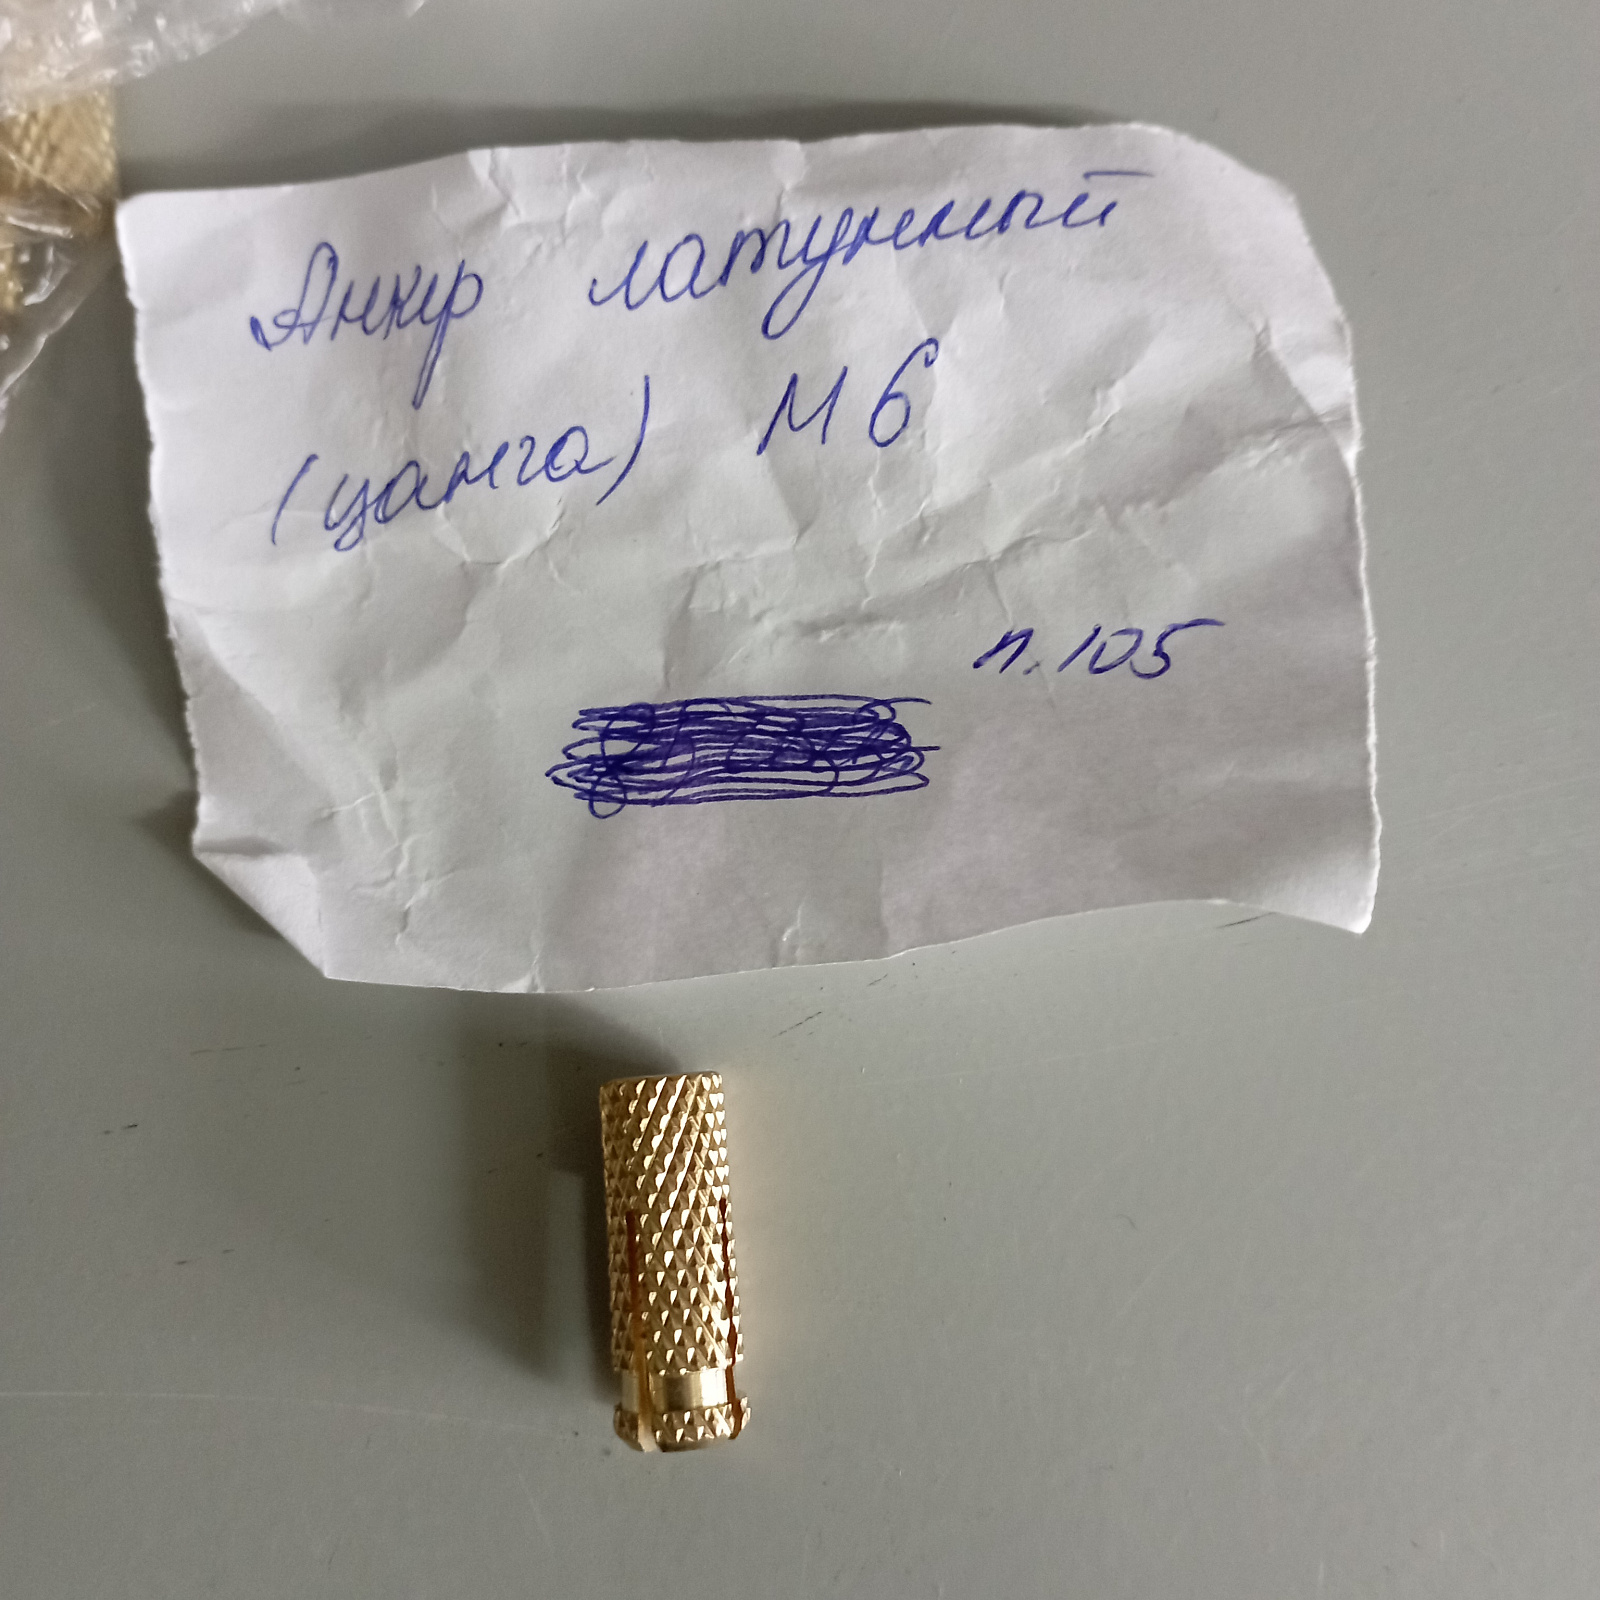 Анкер латунный
(цанга) М6
п.105